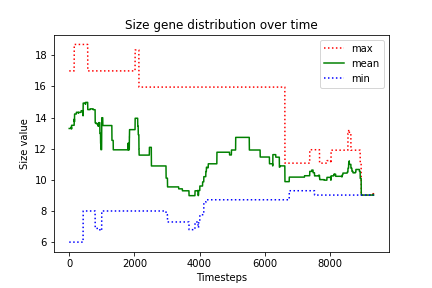 Size gene distribution over time
max
mean
min
Size value
18
16
14
12
10
8
6
0
2000
4000
6000
8000
Timesteps